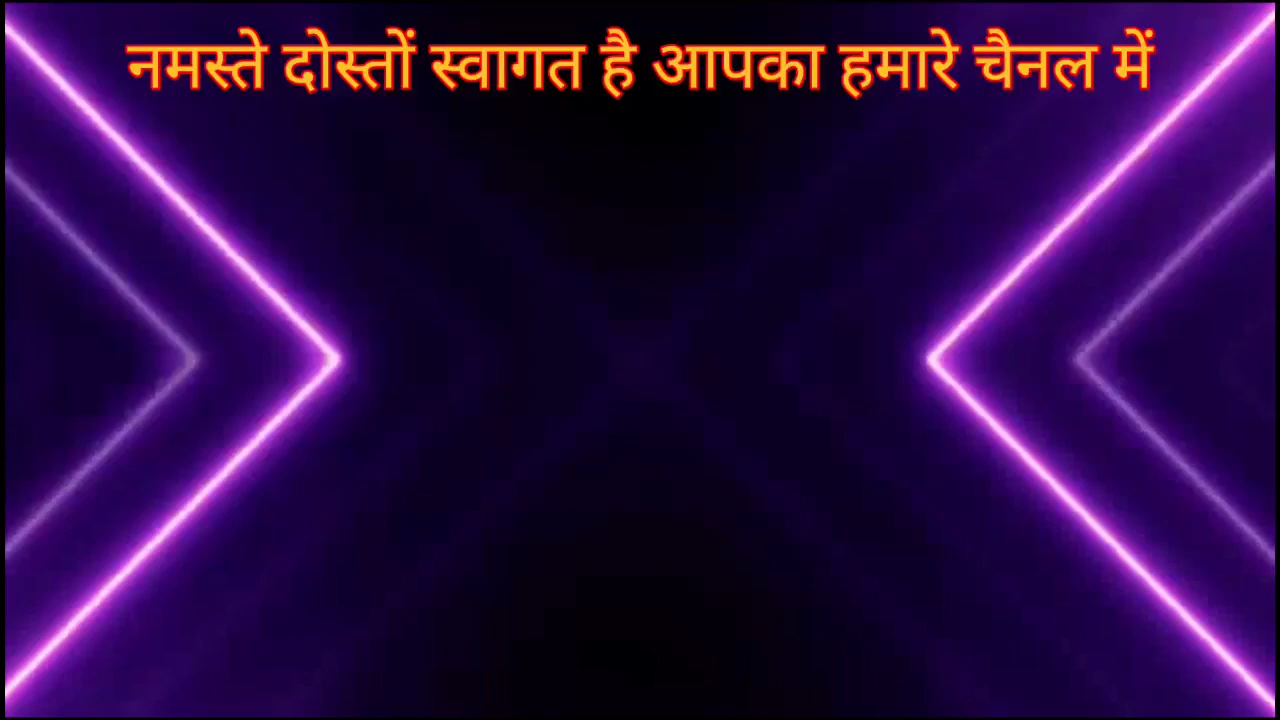 नमस्ते दोस्तों स्वागत है आपका हमारे चैनल में